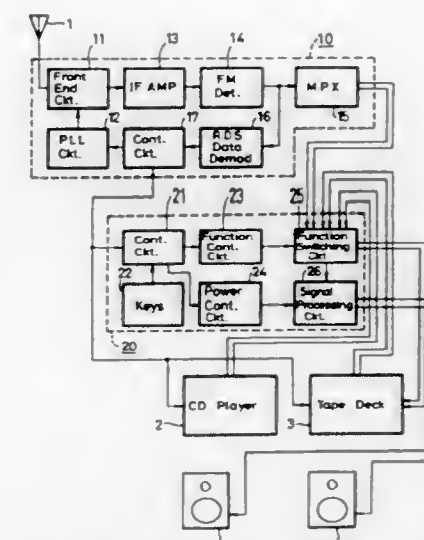 1
11
13
14
10
Front
End Ckt.
IF AMP
FM
Det.
M.PX
12
17
16
15
PLL
Ckt.
Cont.
Ckt.
R.D.S
Data
Demod
21
23
25
Cont.
Ckt.
Function
Cont. Ckt.
Function
Switching
Ckt
22
24
26
Keys
Power
Cont.
Ckt.
Signal
Processing
Ckt.
20
CD Player
Tape Deck
2
3